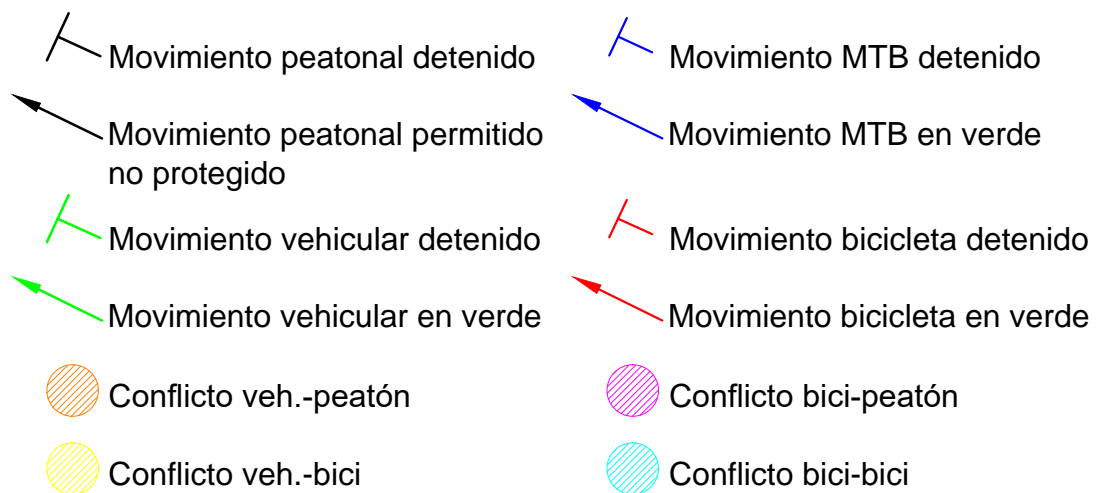 Movimiento peatonal detenido
Movimiento peatonal permitido
no protegido
Movimiento vehicular detenido
Movimiento vehicular en verde
Conflicto veh.-peatón
Conflicto veh.-bici
Movimiento MTB detenido
Movimiento MTB en verde
Movimiento bicicleta detenido
Movimiento bicicleta en verde
Conflicto bici-peatón
Conflicto bici-bici